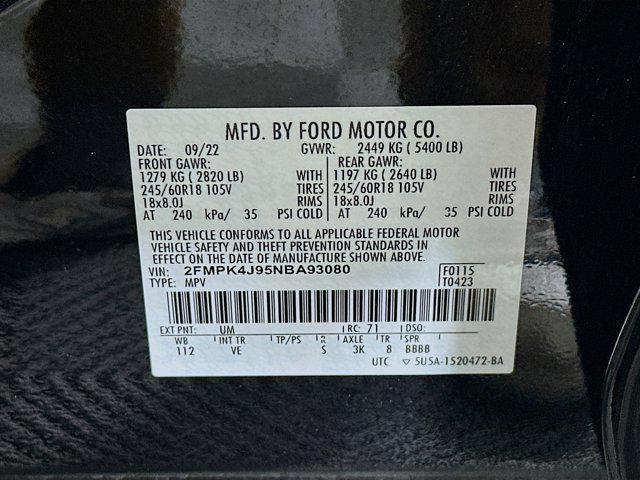 MFD. BY FORD MOTOR CO.
DATE: 09/22 GVWR: 2449 KG ( 5400 LB)
FRONT GAWR: REAR GAWR:
1279 KG ( 2820 LB) WITH 1197 KG ( 2640 LB) WITH
245/60R18 105V TIRES 245/60R18 105V TIRES
18x8.0J RIMS 18x8.0J RIMS
AT 240 kPa/ 35 PSI COLD AT 240 kPa/ 35 PSI COLD
THIS VEHICLE CONFORMS TO ALL APPLICABLE FEDERAL MOTOR
VEHICLE SAFETY AND THEFT PREVENTION STANDARDS IN
EFFECT ON THE DATE OF MANUFACTURE SHOWN ABOVE.
VIN: 2FMPK4J95NBA93080 F0115
TYPE: MPV T0423
EXT PNT: UM RC: 71 DSO:
WB INT TR TP/PS R AXLE TR SPR
112 VE S 3K 8 BBBB
UTC ▽ 5U5A-1520472-BA